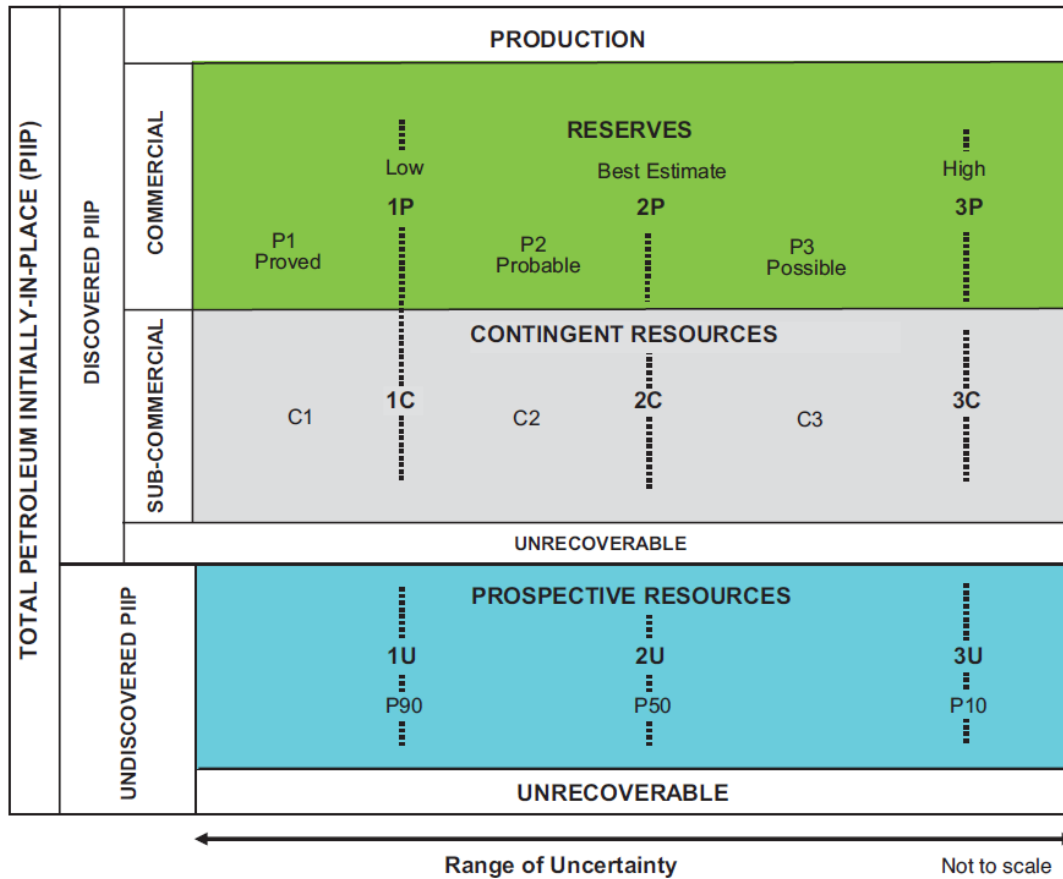 TOTAL PETROLEUM INITIALLY-IN-PLACE (PIIP)
DISCOVERED PIIP
UNDISCOVERED PIIP
COMMERCIAL
SUB-COMMERCIAL
PRODUCTION
RESERVES
Low
Best Estimate
High
1P
2P
3P
P1
Proved
P2
Probable
P3
Possible
CONTINGENT RESOURCES
1C
2C
3C
C1
C2
C3
UNRECOVERABLE
PROSPECTIVE RESOURCES
1U
2U
3U
P90
P50
P10
UNRECOVERABLE
Range of Uncertainty
Not to scale